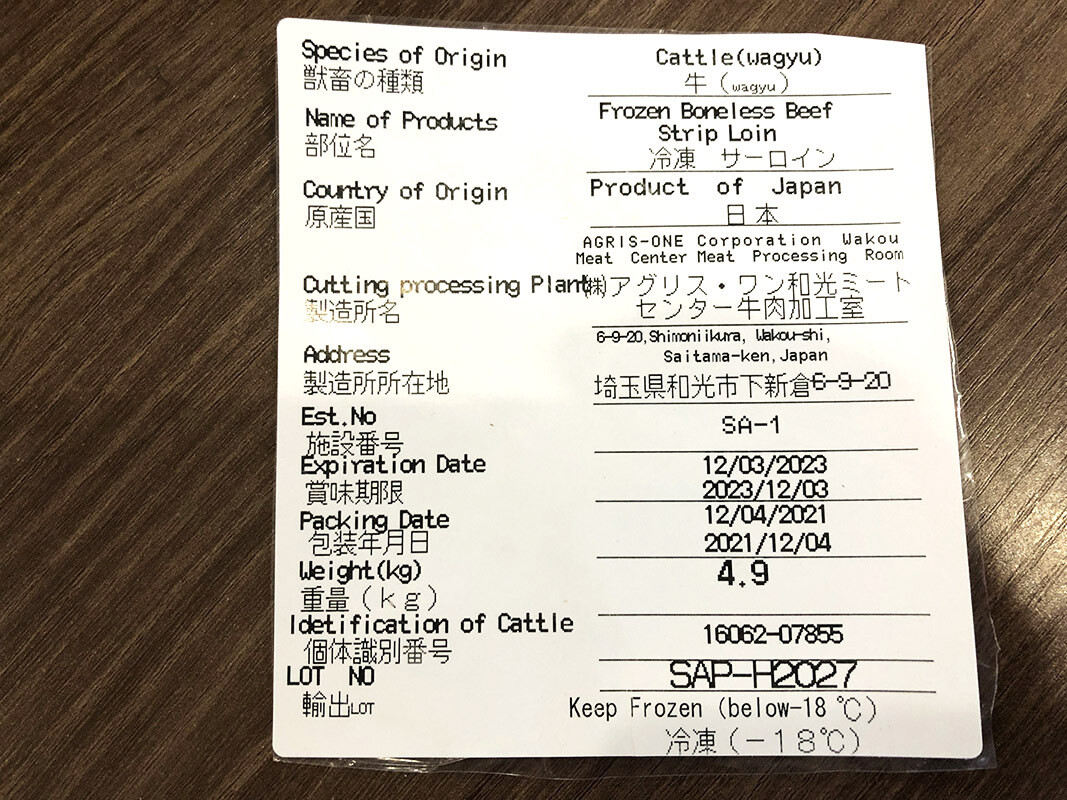 Species of Origin Cattle(wagyu)
獣畜の種類 牛(wagyu)
Name of Products Frozen Boneless Beef
Strip Loin
部位名 冷凍 サーロイン
Country of Origin Product of Japan
原産国 日本
AGRIS-ONE Corporation Wakou
Meat Center Meat Processing Room
Cutting processing Plant ㈱アグリス・ワン和光ミート
製造所名 センター牛肉加工室
6-9-20,Shimoniikura, Wakou-shi,
Address Saitama-ken,Japan
製造所所在地 埼玉県和光市下新倉6-9-20
Est.No SA-1
施設番号
Expiration Date 12/03/2023
賞味期限 2023/12/03
Packing Date 12/04/2021
包装年月日 2021/12/04
Weight(kg) 4.9
重量(kg)
Idetification of Cattle 16062-07855
個体識別番号
LOT NO SAP-H2027
輸出LOT Keep Frozen (below-18℃)
冷凍(-18℃)